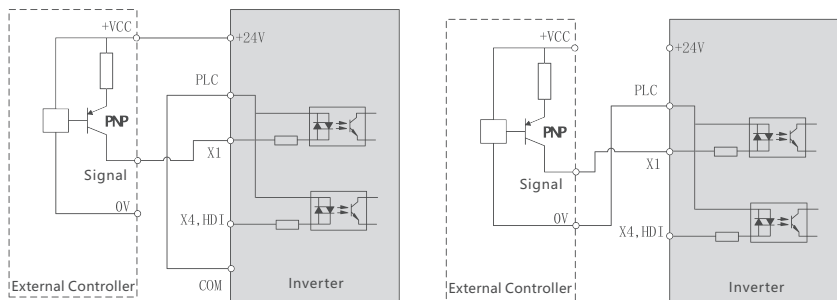 +VCC
+24V
PLC
PNP
X1
Signal
0V
X4,HDI
External Controller
COM
Inverter
+VCC
+24V
PLC
PNP
X1
Signal
0V
X4,HDI
External Controller
Inverter